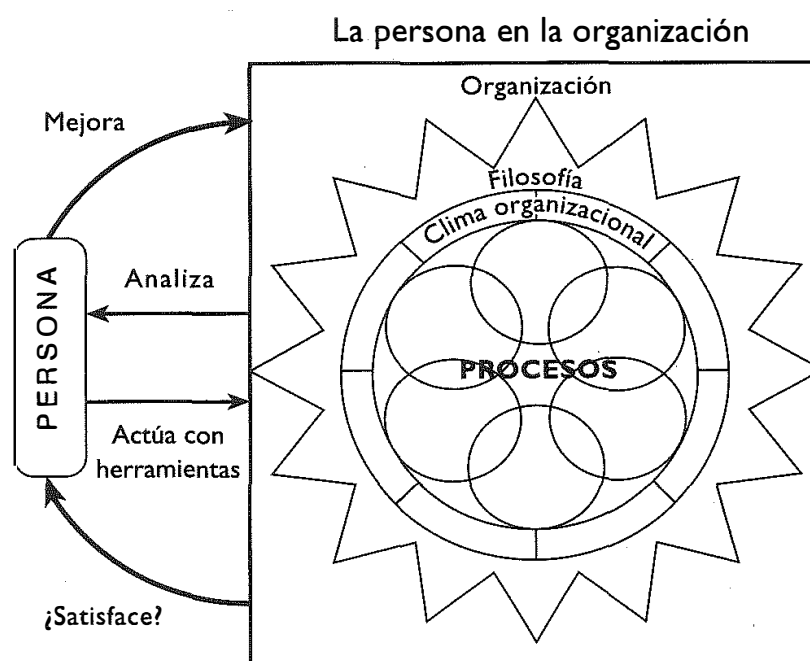 La persona en la organización
Organización
Mejora
Filosofía
Clima organizacional
PERSONA
Analiza
PROCESOS
Actúa con
herramientas
¿Satisface?